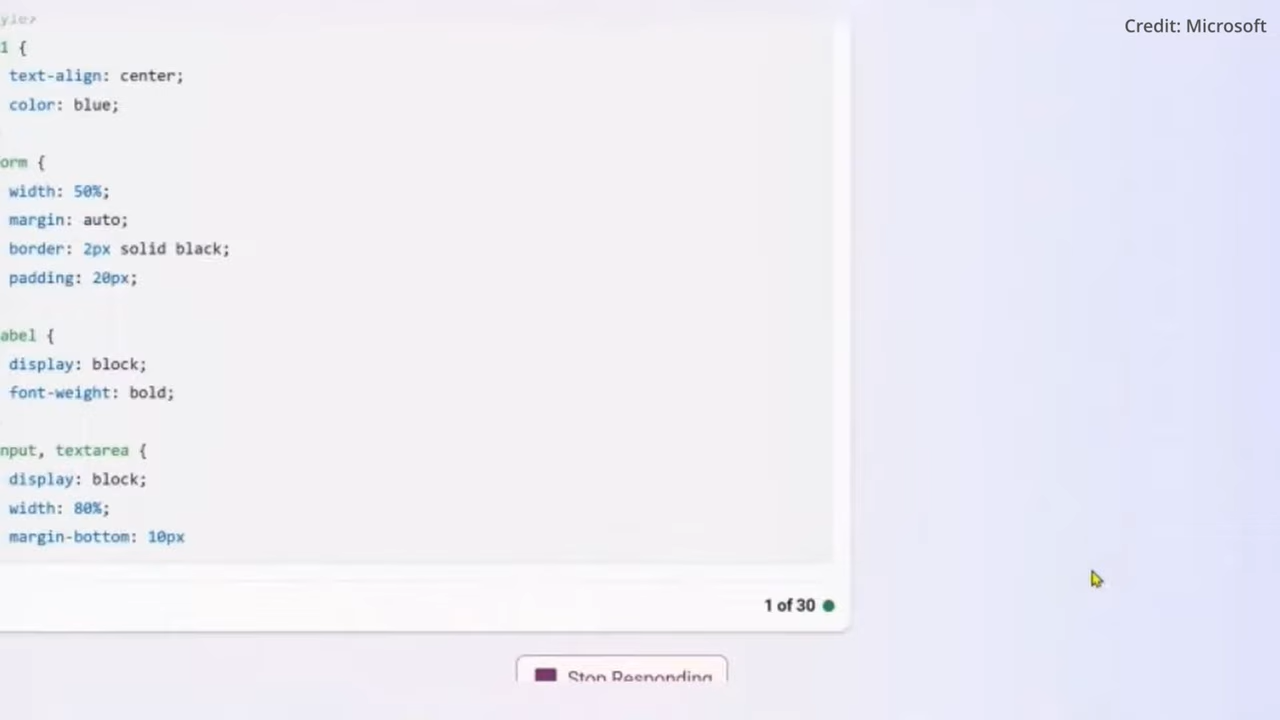 Credit: Microsoft
yle>
1 {
text-align: center;
color: blue;
orm {
width: 50%;
margin: auto;
border: 2px solid black;
padding: 20px;
abel {
display: block;
font-weight: bold;
nput, textarea {
display: block;
width: 80%;
margin-bottom: 10px
1 of 30
Stop Responding